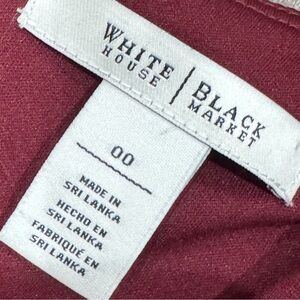 WHITE HOUSE | BLACK MARKET
00
MADE IN
SRI LANKA
HECHO EN
SRI LANKA
FABRIQUÉ EN
SRI LANKA